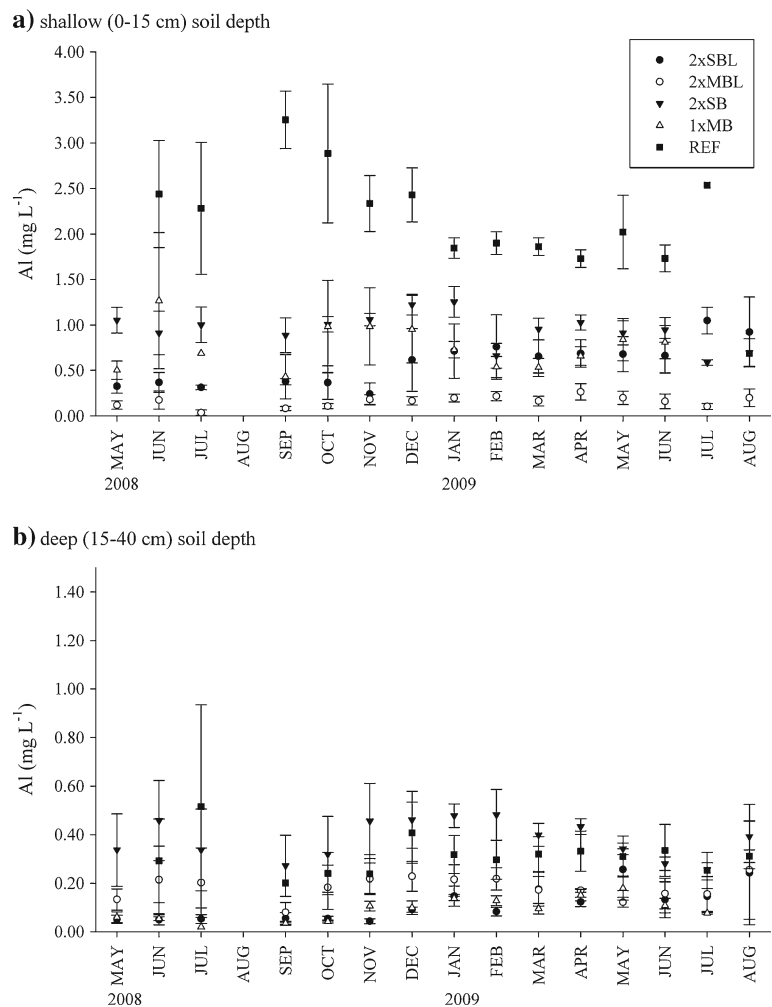 a) shallow (0-15 cm) soil depth
4.00
3.50
3.00
2.50
2.00
1.50
1.00
0.50
0.00
Al (mg L-1)
2xSBL
2xMBL
2xSB
1xMB
REF
MAY JUN JUL AUG SEP OCT NOV DEC JAN FEB MAR APR MAY JUN JUL AUG
2008 2009
b) deep (15-40 cm) soil depth
1.40
1.20
1.00
0.80
0.60
0.40
0.20
0.00
Al (mg L-1)
MAY JUN JUL AUG SEP OCT NOV DEC JAN FEB MAR APR MAY JUN JUL AUG
2008 2009